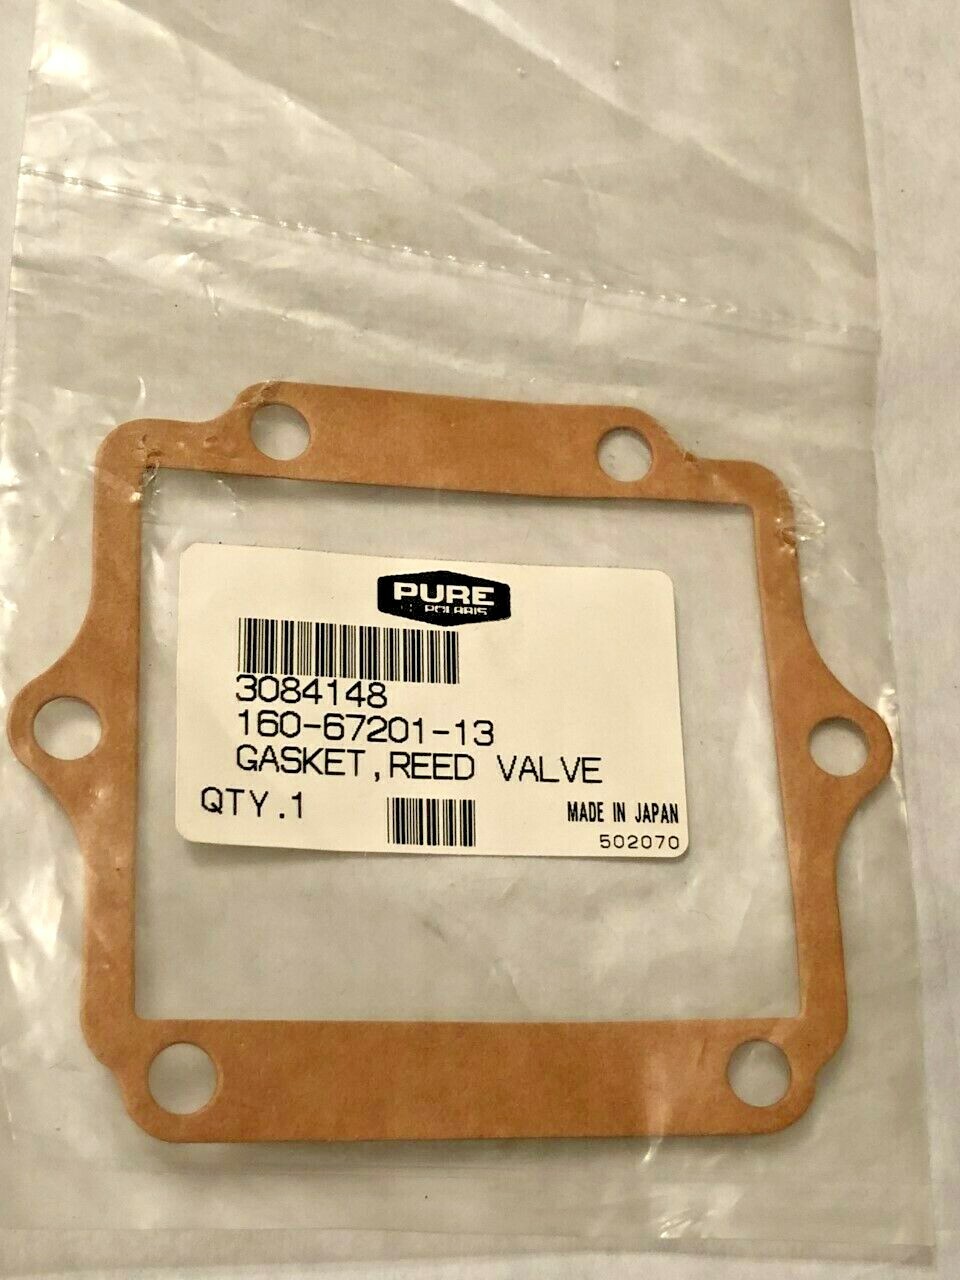 PURE
POLARIS
3084148
160-67201-13
GASKET,REED VALVE
QTY.1
MADE IN JAPAN
502070